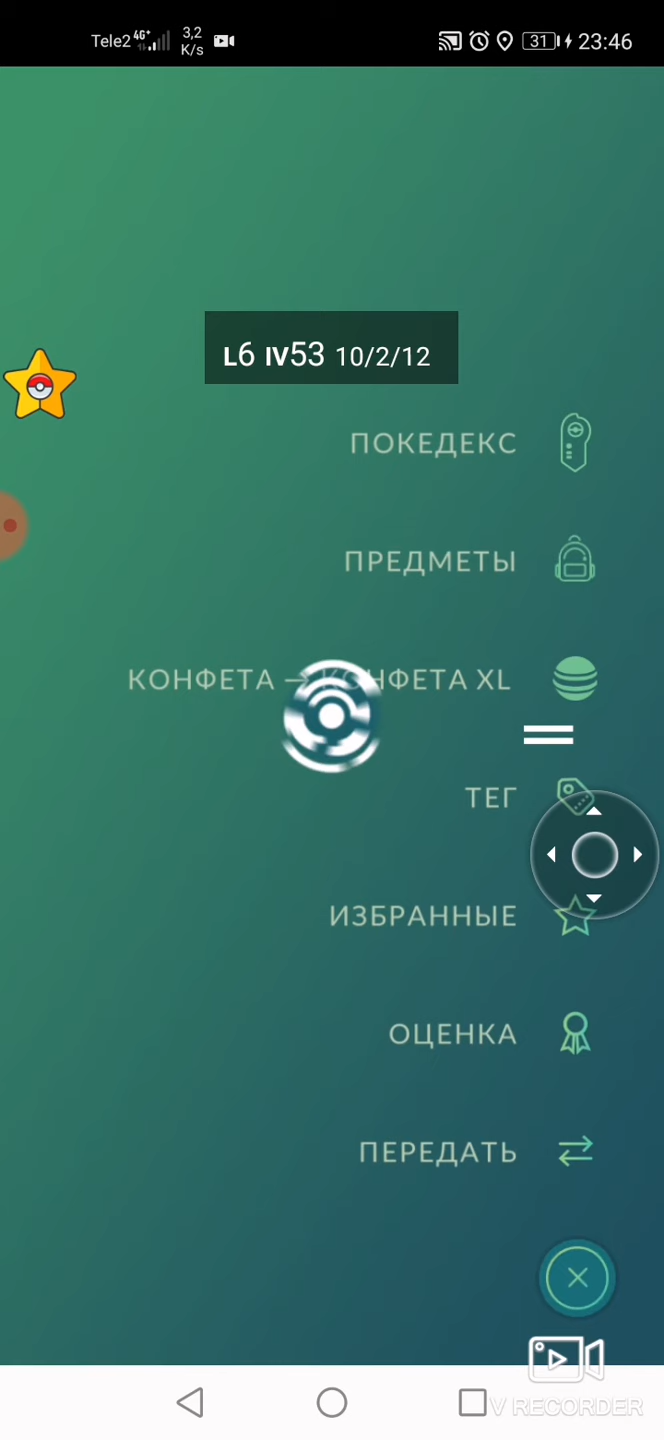 Tele2 4G+ 3,2 K/s 31 23:46
L6 IV53 10/2/12
ПОКЕДЕКС
ПРЕДМЕТЫ
КОНФЕТА → КОНФЕТА XL
ТЕГ
ИЗБРАННЫЕ
ОЦЕНКА
ПЕРЕДАТЬ
V RECORDER